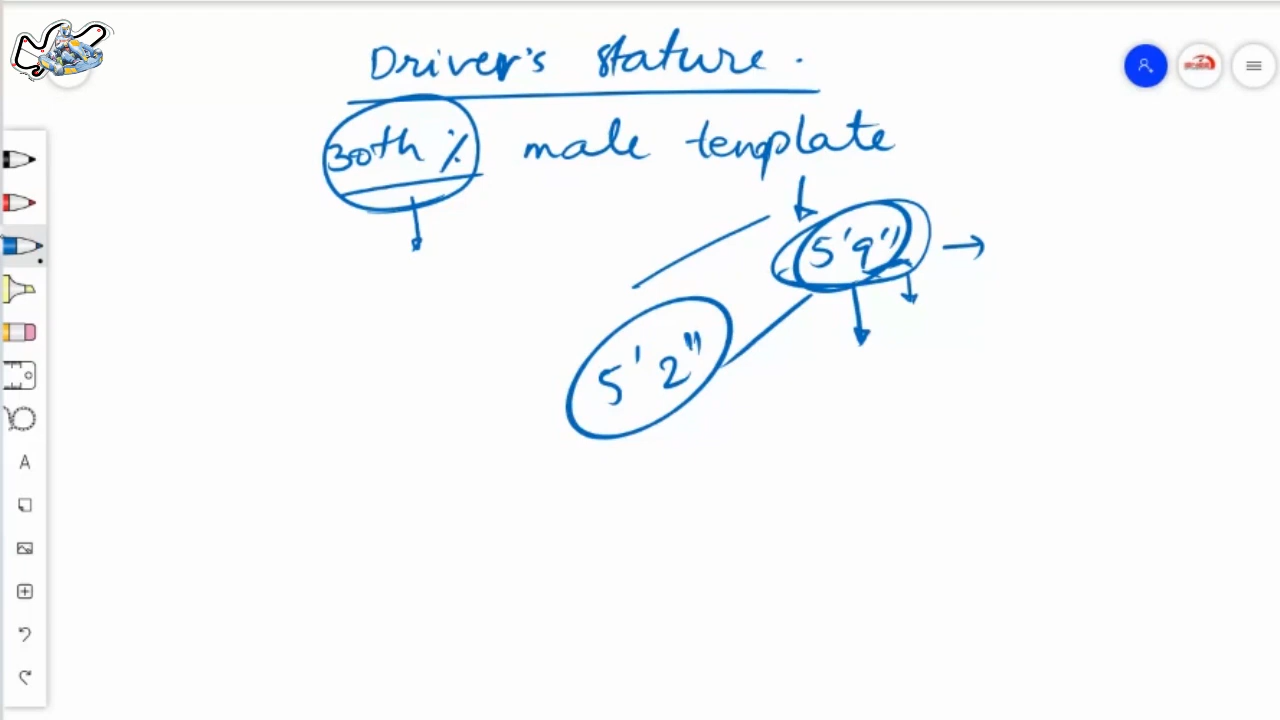 Driver's stature.
30th % male template
5'9"
5'2"
A